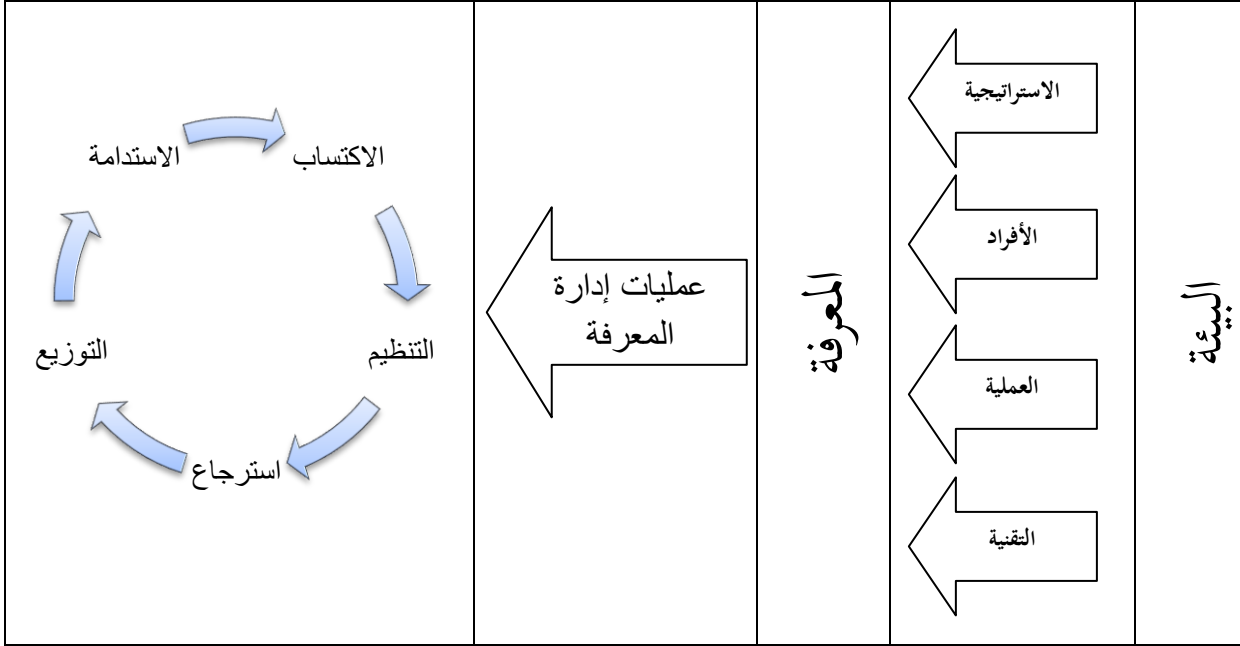 البيئة
الاستراتيجية
الأفراد
العملية
التقنية
المعرفة
عمليات إدارة
المعرفة
الاكتساب
التنظيم
استرجاع
التوزيع
الاستدامة